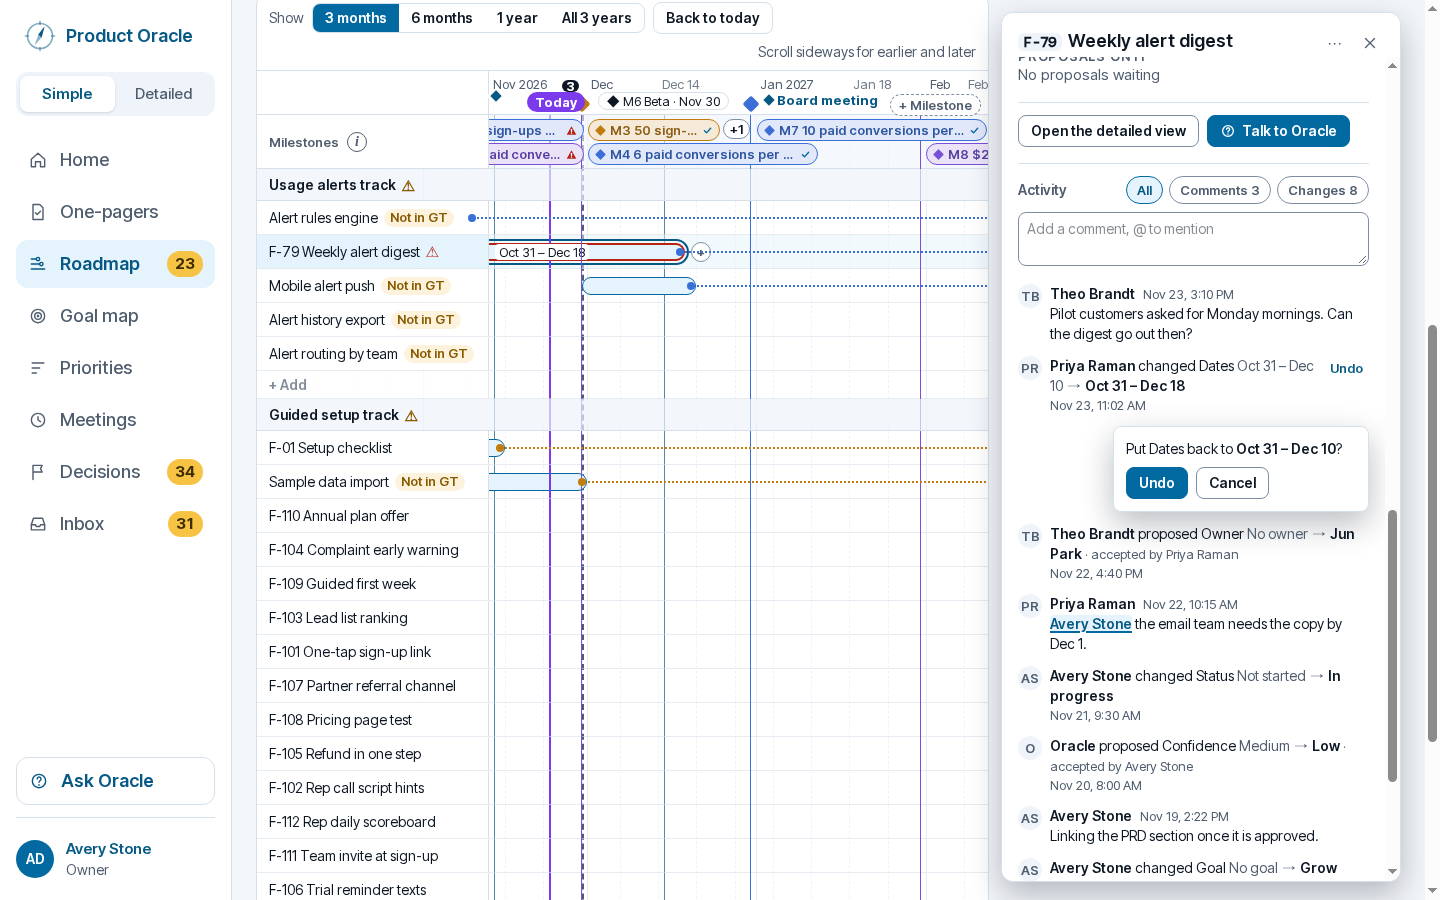 Product Oracle
Simple
Detailed
Home
One-pagers
Roadmap 23
Goal map
Priorities
Meetings
Decisions 34
Inbox 31
Ask Oracle
AD
Avery Stone
Owner
Show
3 months
6 months
1 year
All 3 years
Back to today
Scroll sideways for earlier and later
Nov 2026
3
Dec
Dec 14
Jan 2027
Jan 18
Feb
Feb
Today
M6 Beta · Nov 30
Board meeting
+ Milestone
Milestones i
sign-ups ...
M3 50 sign-...
+1
M7 10 paid conversions per...
aid conve...
M4 6 paid conversions per ...
M8 $2
Usage alerts track
Alert rules engine Not in GT
F-79 Weekly alert digest
Oct 31 – Dec 18
+
Mobile alert push Not in GT
Alert history export Not in GT
Alert routing by team Not in GT
+ Add
Guided setup track
F-01 Setup checklist
Sample data import Not in GT
F-110 Annual plan offer
F-104 Complaint early warning
F-109 Guided first week
F-103 Lead list ranking
F-101 One-tap sign-up link
F-107 Partner referral channel
F-108 Pricing page test
F-105 Refund in one step
F-102 Rep call script hints
F-112 Rep daily scoreboard
F-111 Team invite at sign-up
F-106 Trial reminder texts
F-79 Weekly alert digest
No proposals waiting
Open the detailed view
Talk to Oracle
Activity
All
Comments 3
Changes 8
Add a comment, @ to mention
TB
Theo Brandt Nov 23, 3:10 PM
Pilot customers asked for Monday mornings. Can
the digest go out then?
PR
Priya Raman changed Dates Oct 31 – Dec
10 → Oct 31 – Dec 18
Undo
Nov 23, 11:02 AM
Put Dates back to Oct 31 – Dec 10?
Undo
Cancel
TB
Theo Brandt proposed Owner No owner → Jun
Park · accepted by Priya Raman
Nov 22, 4:40 PM
PR
Priya Raman Nov 22, 10:15 AM
Avery Stone the email team needs the copy by
Dec 1.
AS
Avery Stone changed Status Not started → In
progress
Nov 21, 9:30 AM
O
Oracle proposed Confidence Medium → Low ·
accepted by Avery Stone
Nov 20, 8:00 AM
AS
Avery Stone Nov 19, 2:22 PM
Linking the PRD section once it is approved.
AS
Avery Stone changed Goal No goal → Grow